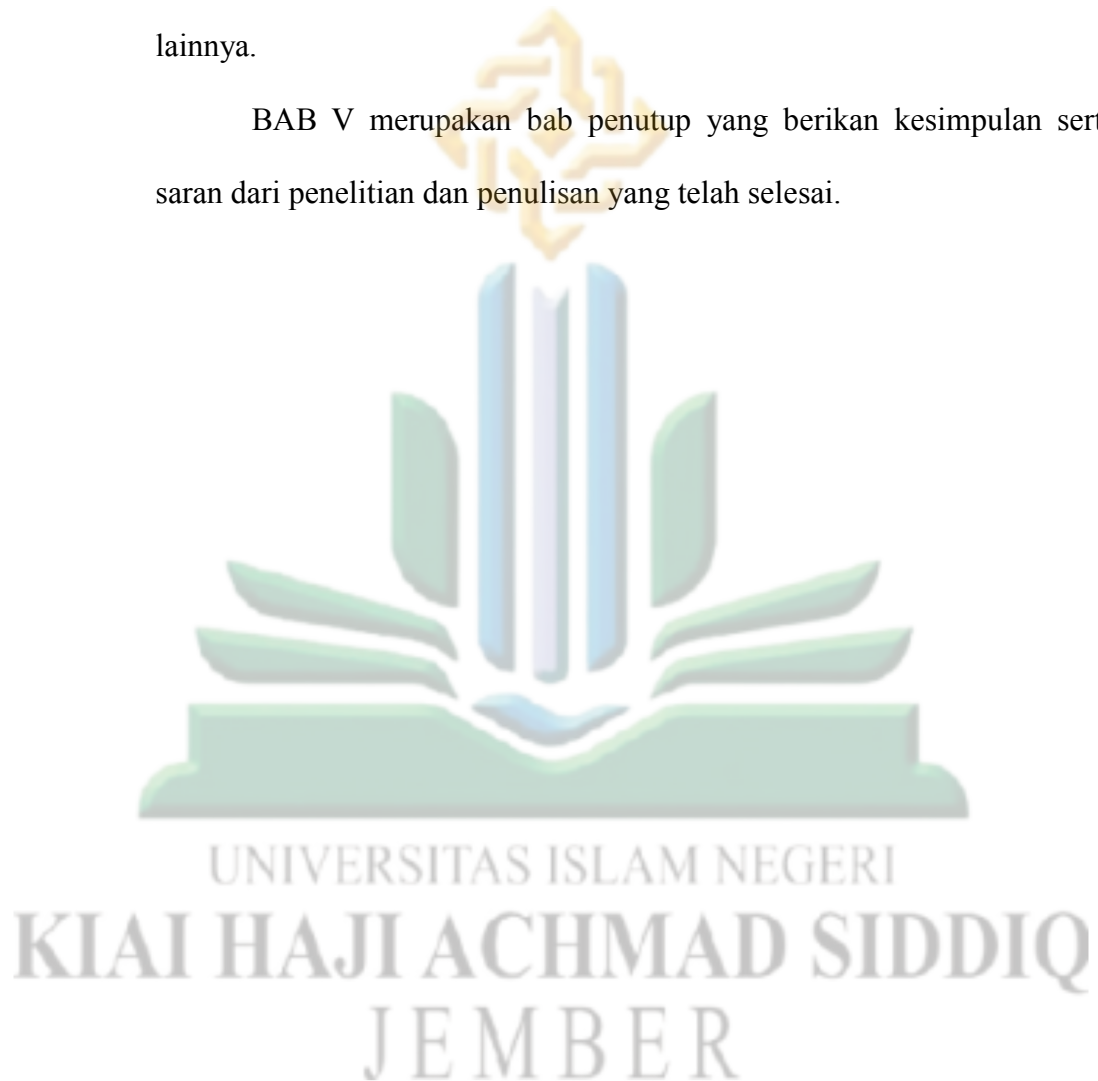 lainnya.
BAB V merupakan bab penutup yang berikan kesimpulan sert
saran dari penelitian dan penulisan yang telah selesai.
UNIVERSITAS ISLAM NEGERI
KIAI HAJI ACHMAD SIDDIQ
JEMBER